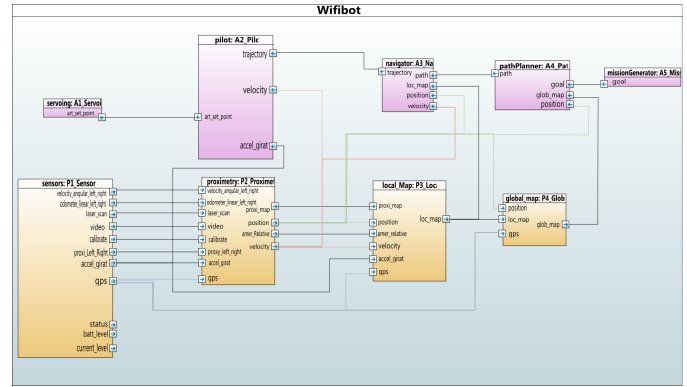 Wifibot
pilot: A2_Pilc
trajectory
velocity
art_set_point
accel_girat
navigator: A3_Na
trajectory
path
loc_map
position
velocity
pathPlanner: A4_Pat
path
goal
glob_map
position
missionGenerator: A5_Miss
goal
servoing: A1_Servoi
art_set_point
sensors: P1_Sensor
velocity_angular_left_right
odometer_linear_left_right
laser_scan
video
calibrate
proxi_Left_Right
accel_girat
gps
status
batt_level
current_level
proximetry: P2_Proximet
velocity_angular_left_right
odometer_linear_left_right
laser_scan
proxi_map
position
video
amer_Relative
calibrate
velocity
proxy_left_right
accel_girat
gps
local_Map: P3_Loc
proxi_map
loc_map
position
amer_relative
velocity
accel_girat
gps
global_map: P4_Glob
position
loc_map
glob_map
gps